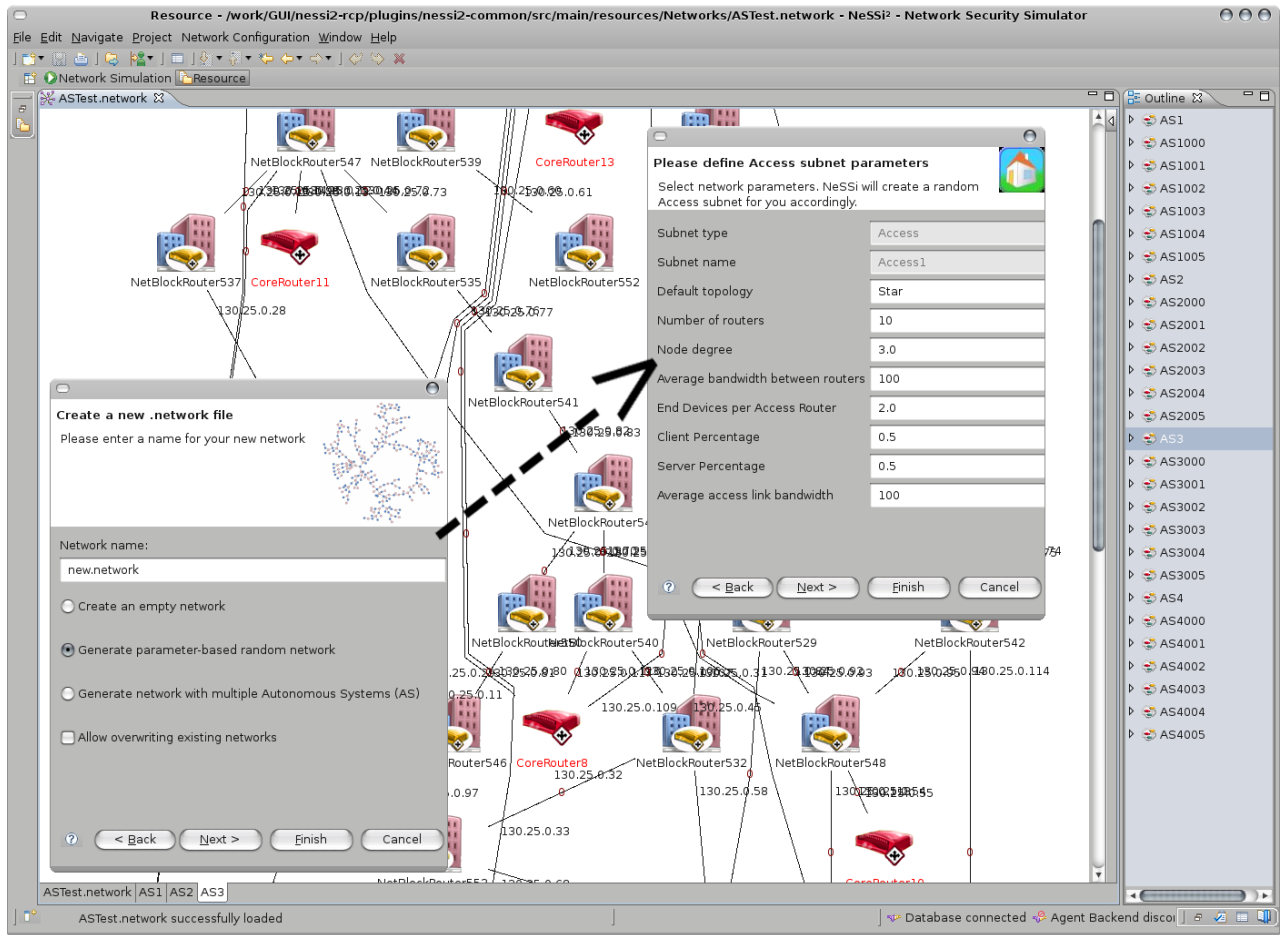 Resource - /work/GUI/nessi2-rcp/plugins/nessi2-common/src/main/resources/Networks/ASTest.network - NeSSi² - Network Security Simulator
File Edit Navigate Project Network Configuration Window Help
Network Simulation Resource
ASTest.network
NetBlockRouter547 NetBlockRouter539 CoreRouter13
130.25.0.61
NetBlockRouter537 CoreRouter11 NetBlockRouter535 NetBlockRouter552
130.25.0.28
NetBlockRouter541
NetBlockRouter540 NetBlockRouter529 NetBlockRouter542
130.25.0.114
130.25.0.109 130.25.0.45
Router546 CoreRouter8 NetBlockRouter532 NetBlockRouter548
130.25.0.32
130.25.0.58
.0.97
130.25.0.33
Create a new .network file
Please enter a name for your new network
Network name:
new.network
Create an empty network
Generate parameter-based random network
Generate network with multiple Autonomous Systems (AS)
Allow overwriting existing networks
? < Back Next > Finish Cancel
Please define Access subnet parameters
Select network parameters. NeSSi will create a random
Access subnet for you accordingly.
Subnet type Access
Subnet name Access1
Default topology Star
Number of routers 10
Node degree 3.0
Average bandwidth between routers 100
End Devices per Access Router 2.0
Client Percentage 0.5
Server Percentage 0.5
Average access link bandwidth 100
? < Back Next > Finish Cancel
Outline
AS1
AS1000
AS1001
AS1002
AS1003
AS1004
AS1005
AS2
AS2000
AS2001
AS2002
AS2003
AS2004
AS2005
AS3
AS3000
AS3001
AS3002
AS3003
AS3004
AS3005
AS4
AS4000
AS4001
AS4002
AS4003
AS4004
AS4005
ASTest.network AS1 AS2 AS3
ASTest.network successfully loaded
Database connected Agent Backend discor